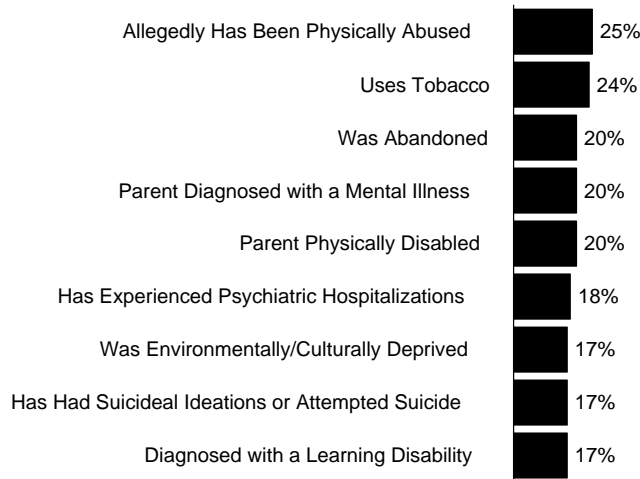 Allegedly Has Been Physically Abused 25%
Uses Tobacco 24%
Was Abandoned 20%
Parent Diagnosed with a Mental Illness 20%
Parent Physically Disabled 20%
Has Experienced Psychiatric Hospitalizations 18%
Was Environmentally/Culturally Deprived 17%
Has Had Suicideal Ideations or Attempted Suicide 17%
Diagnosed with a Learning Disability 17%